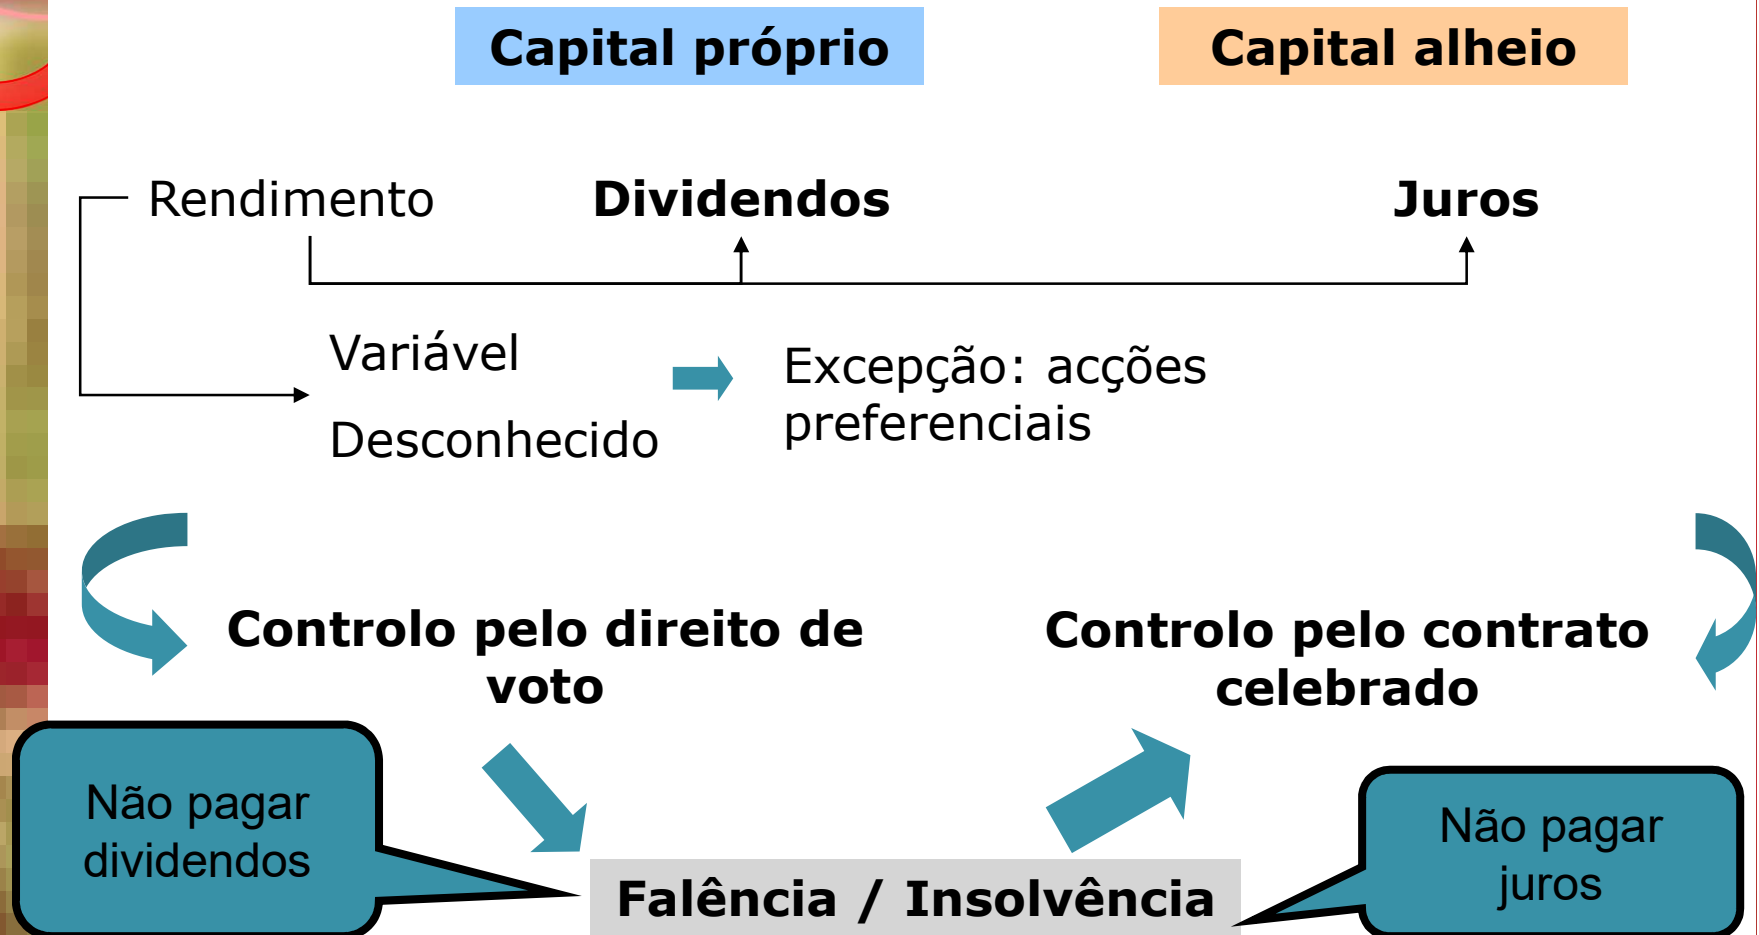 Capital próprio
Capital alheio
Rendimento
Dividendos
Juros
Variável
Desconhecido
Excepção: acções
preferenciais
Controlo pelo direito de
voto
Controlo pelo contrato
celebrado
Não pagar
dividendos
Falência / Insolvência
Não pagar
juros